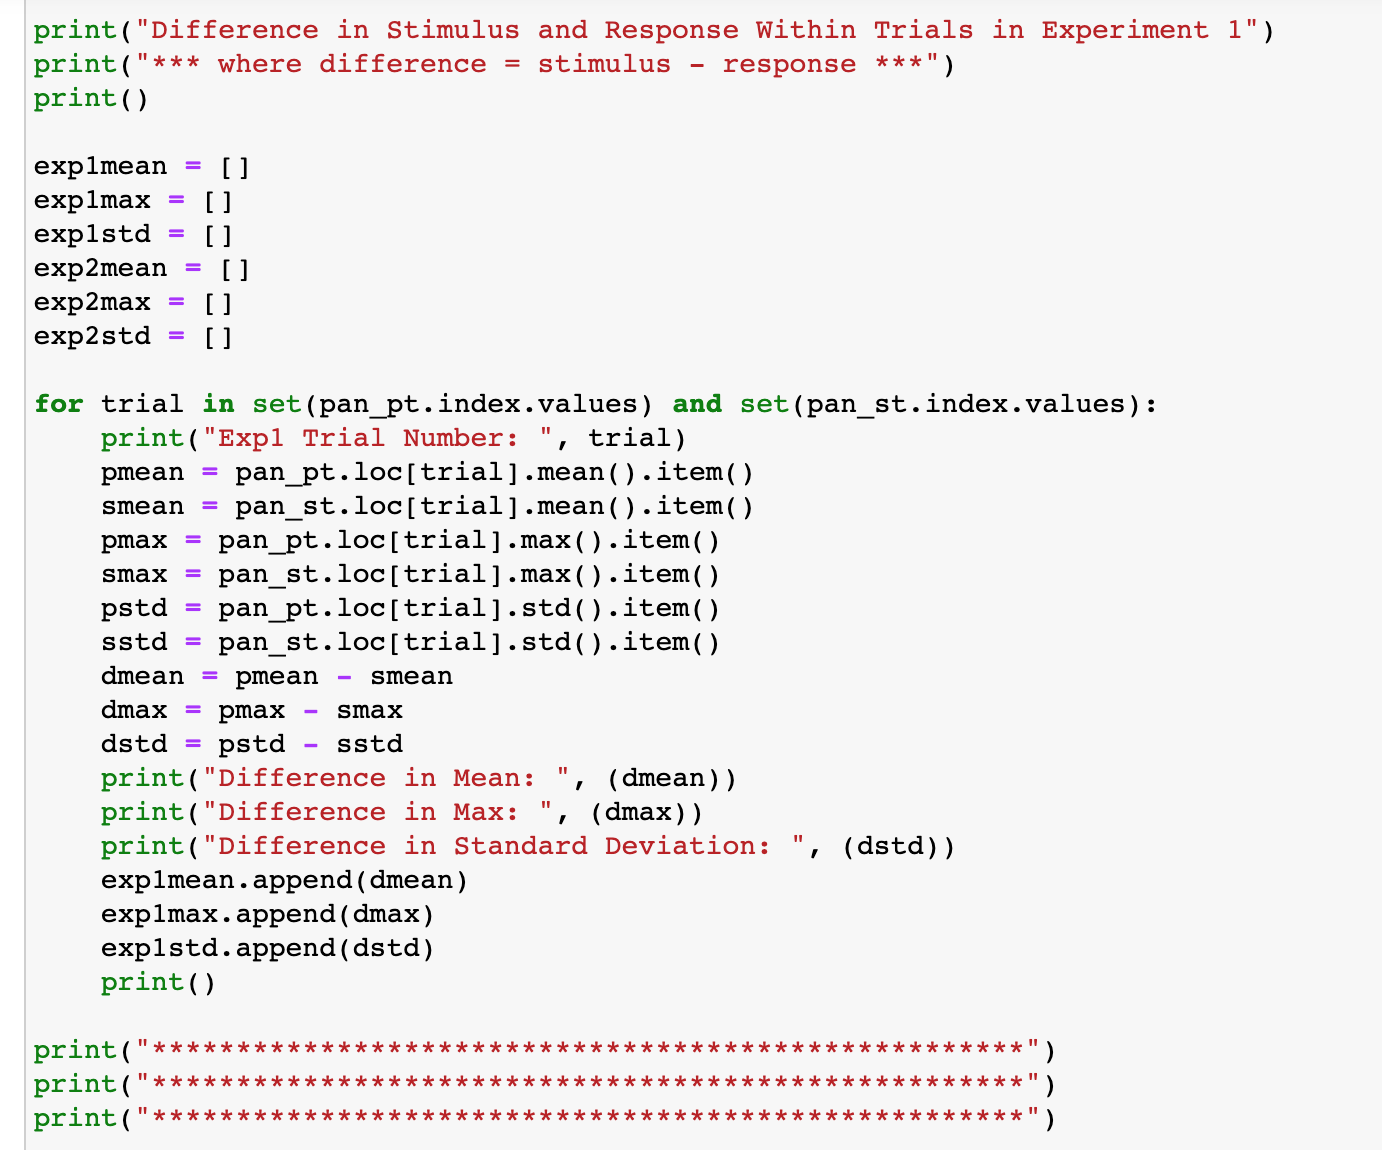 print("Difference in Stimulus and Response Within Trials in Experiment 1")
print("*** where difference = stimulus - response ***")
print()

exp1mean = []
exp1max = []
exp1std = []
exp2mean = []
exp2max = []
exp2std = []

for trial in set(pan_pt.index.values) and set(pan_st.index.values):
    print("Exp1 Trial Number: ", trial)
    pmean = pan_pt.loc[trial].mean().item()
    smean = pan_st.loc[trial].mean().item()
    pmax = pan_pt.loc[trial].max().item()
    smax = pan_st.loc[trial].max().item()
    pstd = pan_pt.loc[trial].std().item()
    sstd = pan_st.loc[trial].std().item()
    dmean = pmean - smean
    dmax = pmax - smax
    dstd = pstd - sstd
    print("Difference in Mean: ", (dmean))
    print("Difference in Max: ", (dmax))
    print("Difference in Standard Deviation: ", (dstd))
    exp1mean.append(dmean)
    exp1max.append(dmax)
    exp1std.append(dstd)
    print()

print("****************************************************")
print("****************************************************")
print("****************************************************")